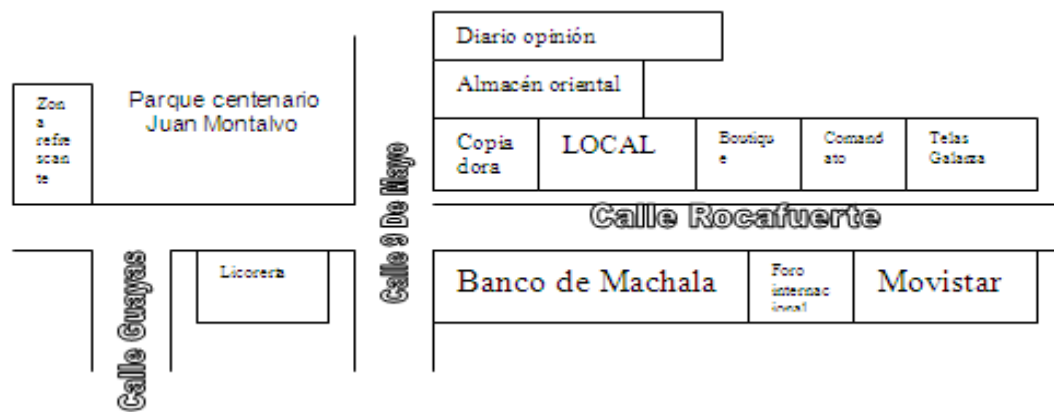 Diario opinión
Almacén oriental
Zon
a
refre
scan
te
Parque centenario
Juan Montalvo
Copia
dora
LOCAL
Boutiqu
e
Comand
ato
Telas
Galarza
Calle 9 De Mayo
Calle Rocafuerte
Calle Guayas
Licorería
Banco de Machala
Foro
internac
ional
Movistar